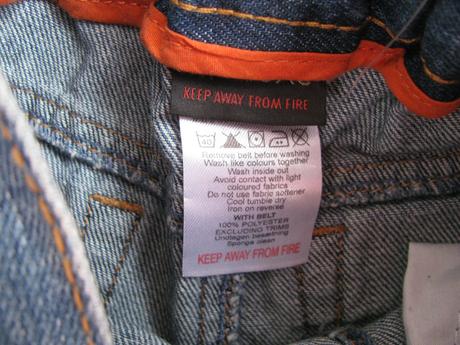 KEEP AWAY FROM FIRE
40
Remove belt before washing
Wash like colours together
Wash inside out
Avoid contact with light
coloured fabrics
Do not use fabric softener
Cool tumble dry
Iron on reverse
WITH BELT
100% POLYESTER
EXCLUDING TRIMS
Undtagen besætning
Sponge clean
KEEP AWAY FROM FIRE